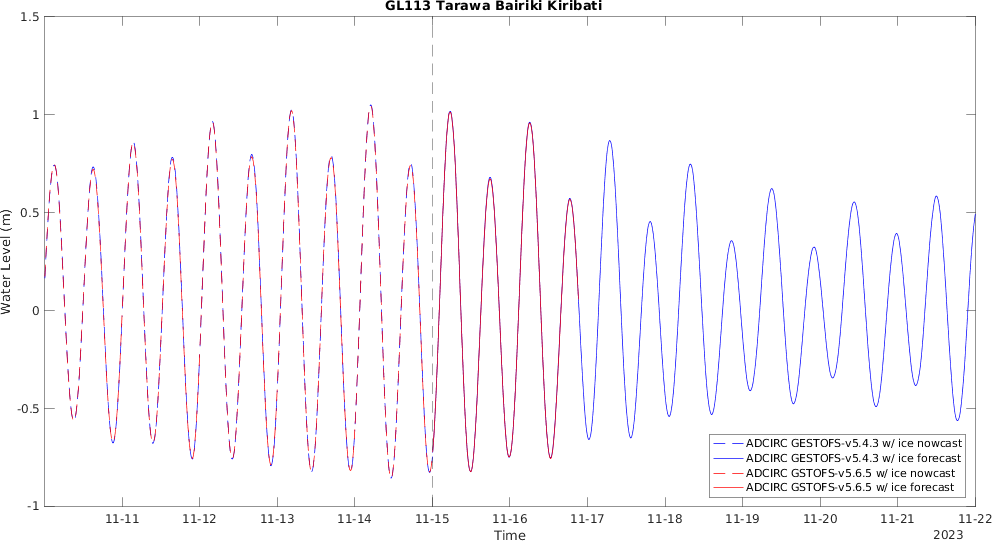 GL113 Tarawa Bairiki Kiribati
1.5
1
0.5
0
-0.5
-1
Water Level (m)
11-11
11-12
11-13
11-14
11-15
11-16
11-17
11-18
11-19
11-20
11-21
11-22
2023
Time
ADCIRC GESTOFS-v5.4.3 w/ ice nowcast
ADCIRC GESTOFS-v5.4.3 w/ ice forecast
ADCIRC GSTOFS-v5.6.5 w/ ice nowcast
ADCIRC GSTOFS-v5.6.5 w/ ice forecast